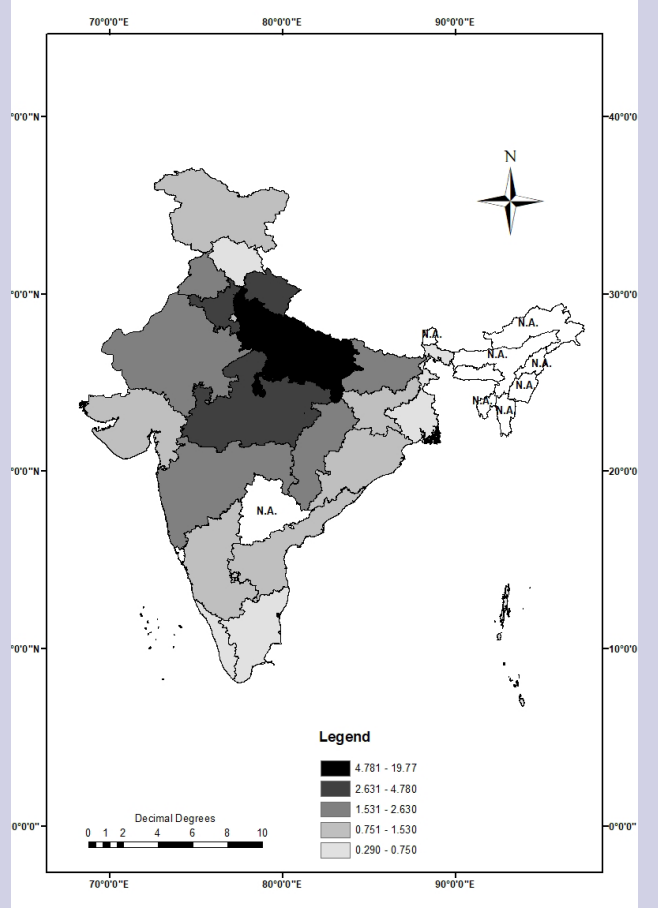 70°0'0"E 80°0'0"E 90°0'0"E
N
°0'0"N 40°0'0
°0'0"N 30°0'0
N.A.
N.A.
N.A.
N.A.
N.A.
N.A.
N.A.
°0'0"N 20°0'0
N.A.
°0'0"N 10°0'0
Legend
4.781 - 19.77
2.631 - 4.780
1.531 - 2.630
0.751 - 1.530
0.290 - 0.750
Decimal Degrees
0 1 2 4 6 8 10
0°0'0" 0°0'0"
70°0'0"E 80°0'0"E 90°0'0"E